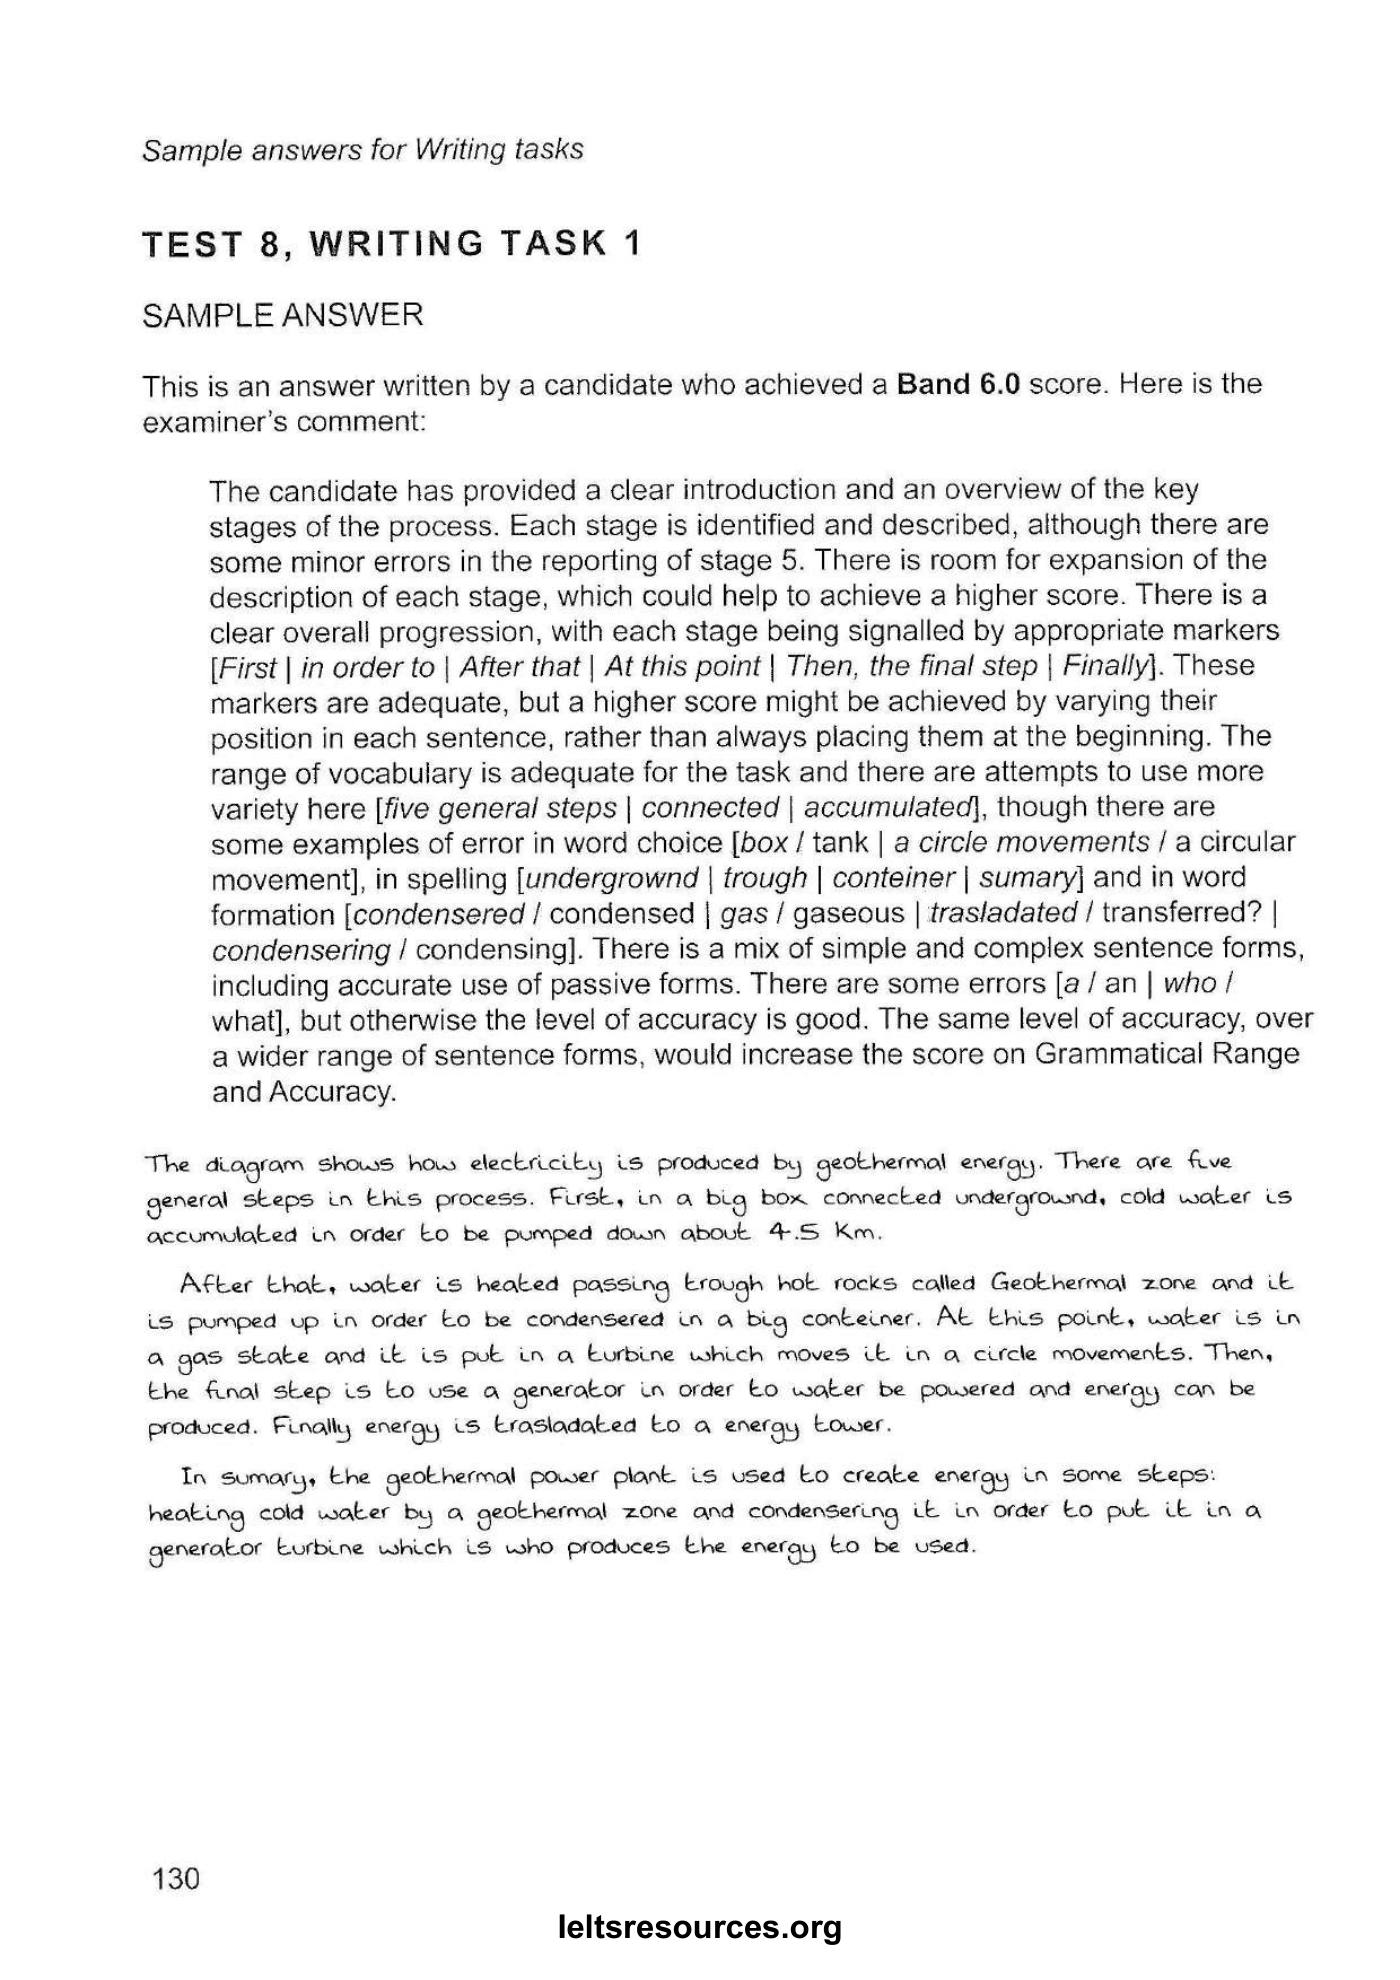 Sample answers for Writing tasks
TEST 8, WRITING TASK 1
SAMPLE ANSWER
This is an answer written by a candidate who achieved a Band 6.0 score. Here is the
examiner's comment:
The candidate has provided a clear introduction and an overview of the key
stages of the process. Each stage is identified and described, although there are
some minor errors in the reporting of stage 5. There is room for expansion of the
description of each stage, which could help to achieve a higher score. There is a
clear overall progression, with each stage being signalled by appropriate markers
[First | in order to | After that | At this point | Then, the final step | Finally]. These
markers are adequate, but a higher score might be achieved by varying their
position in each sentence, rather than always placing them at the beginning. The
range of vocabulary is adequate for the task and there are attempts to use more
variety here [five general steps | connected | accumulated], though there are
some examples of error in word choice [box / tank | a circle movements / a circular
movement], in spelling [undergrownd | trough | conteiner | sumary] and in word
formation [condensered / condensed | gas / gaseous | trasladated / transferred? |
condensering / condensing]. There is a mix of simple and complex sentence forms,
including accurate use of passive forms. There are some errors [a / an | who /
what], but otherwise the level of accuracy is good. The same level of accuracy, over
a wider range of sentence forms, would increase the score on Grammatical Range
and Accuracy.
The diagram shows how electricity is produced by geothermal energy. There are five
general steps in this process. First, in a big box connected undergrownd, cold water is
accumulated in order to be pumped down about 4.5 Km.
After that, water is heated passing trough hot rocks called Geothermal zone and it
is pumped up in order to be condensered in a big conteiner. At this point, water is in
a gas state and it is put in a turbine which moves it in a circle movements. Then,
the final step is to use a generator in order to water be powered and energy can be
produced. Finally energy is trasladated to a energy tower.
In sumary, the geothermal power plant is used to create energy in some steps:
heating cold water by a geothermal zone and condensering it in order to put it in a
generator turbine which is who produces the energy to be used.
130
Ieltsresources.org